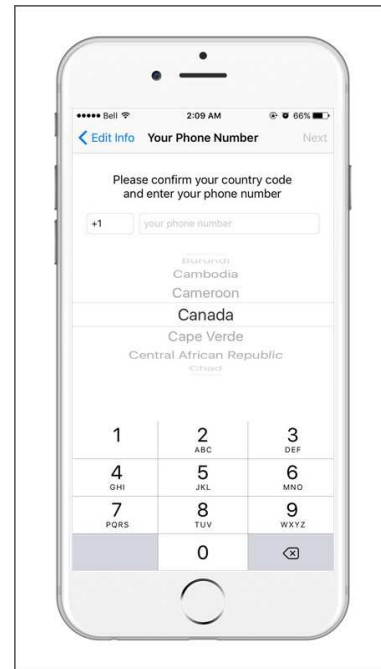 Bell 2:09 AM 66%
Edit Info Your Phone Number Next
Please confirm your country code
and enter your phone number
+1 your phone number
Burundi
Cambodia
Cameroon
Canada
Cape Verde
Central African Republic
Chad
1 2 3
ABC DEF
4 5 6
GHI JKL MNO
7 8 9
PQRS TUV WXYZ
0